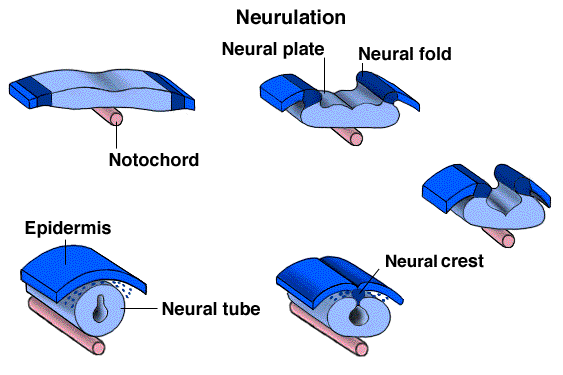 Neurulation
Neural plate
Neural fold
Notochord
Epidermis
Neural crest
Neural tube